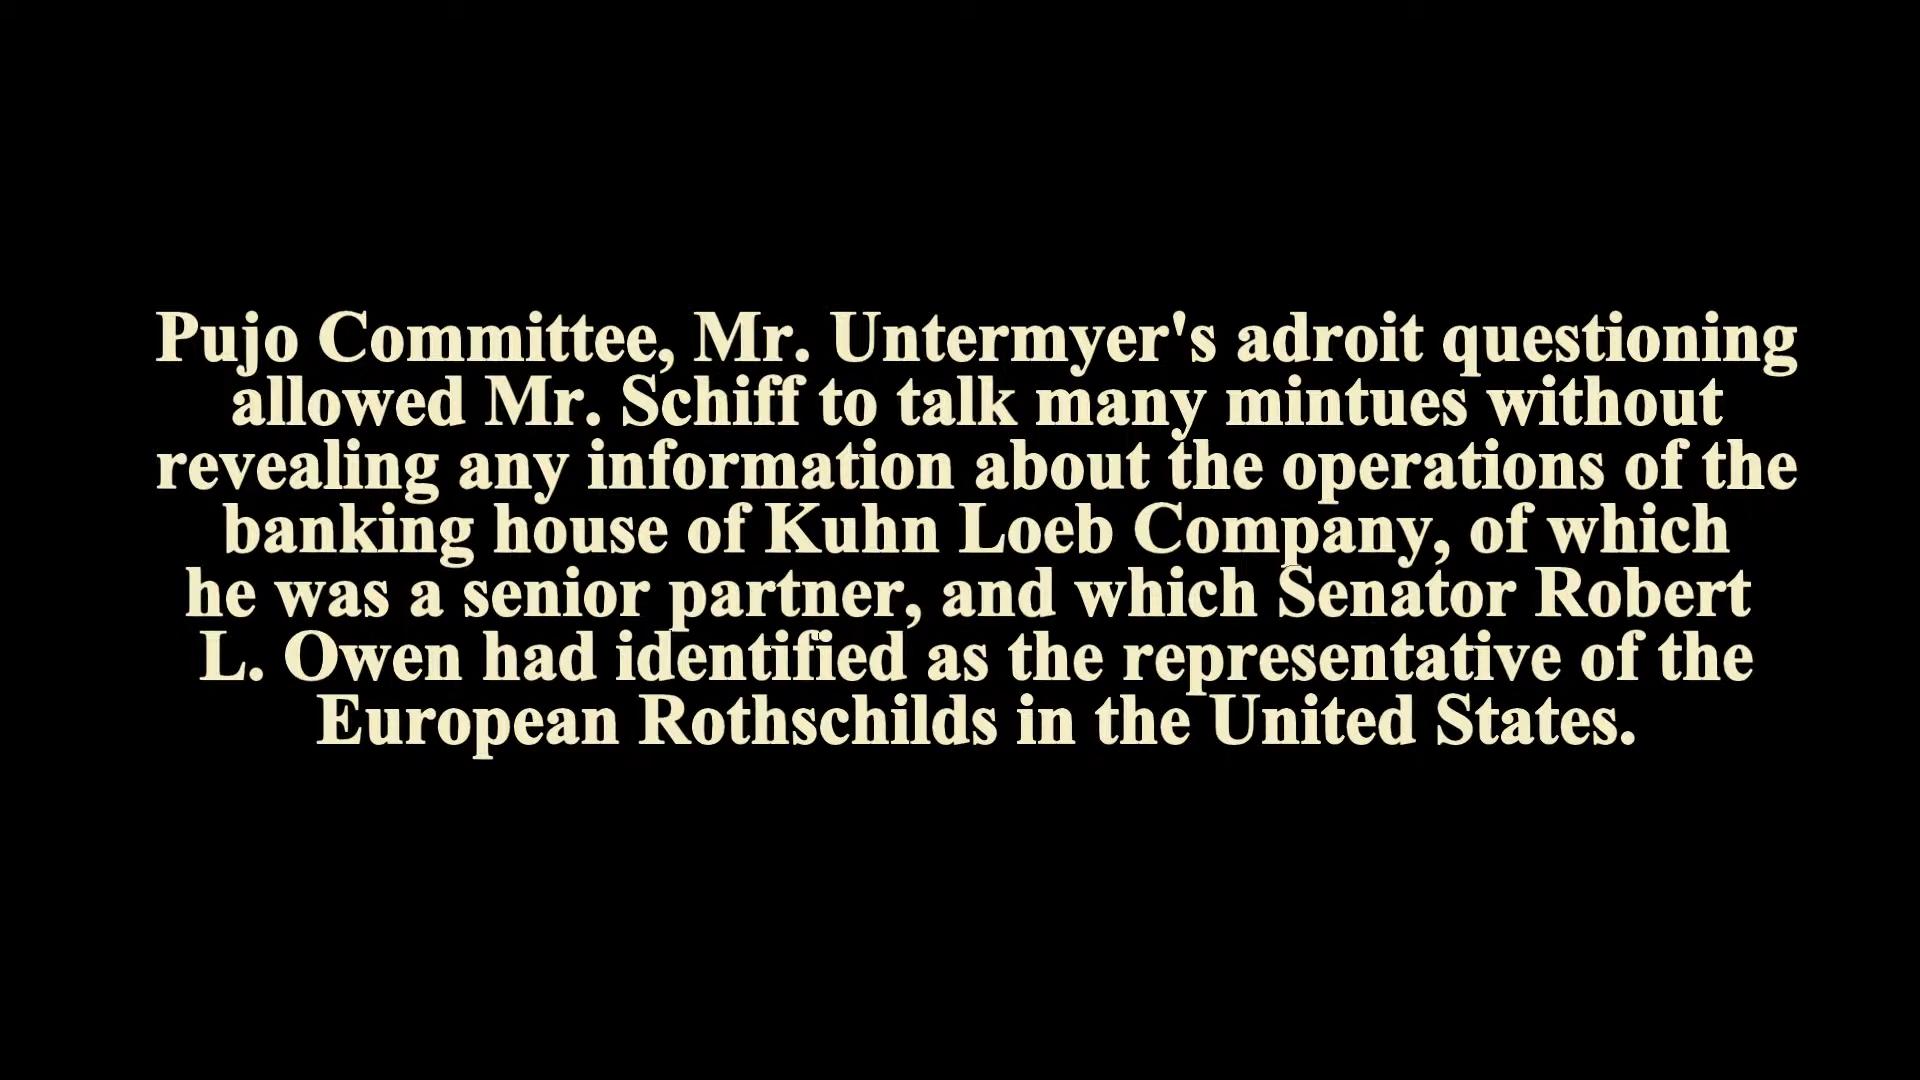 Pujo Committee, Mr. Untermyer's adroit questioning
allowed Mr. Schiff to talk many mintues without
revealing any information about the operations of the
banking house of Kuhn Loeb Company, of which
he was a senior partner, and which Senator Robert
L. Owen had identified as the representative of the
European Rothschilds in the United States.